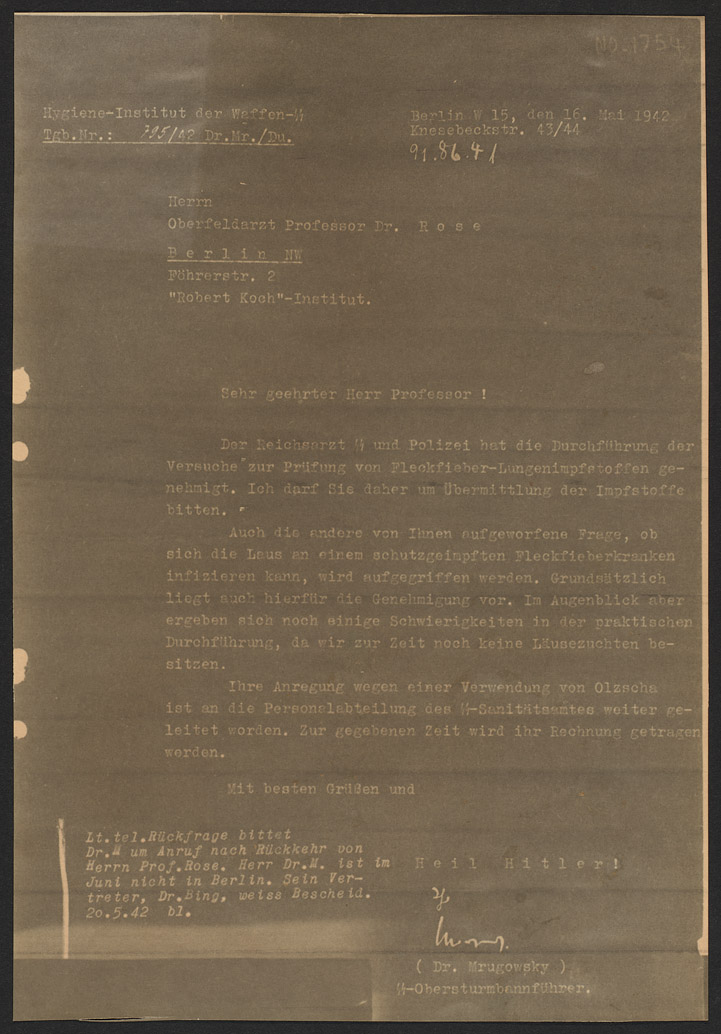 NO.1754
Hygiene-Institut der Waffen-ᛋᛋ
Tgb.Nr.: 795/42 Dr.Mr./Du.
Berlin W 15, den 16. Mai 1942
Knesebeckstr. 43/44
91.86.41
Herrn
Oberfeldarzt Professor Dr. R o s e
B e r l i n NW
Föhrerstr. 2
"Robert Koch"-Institut.
Sehr geehrter Herr Professor !
Der Reichsarzt ᛋᛋ und Polizei hat die Durchführung der
Versuche zur Prüfung von Fleckfieber-Lungenimpfstoffen ge-
nehmigt. Ich darf Sie daher um Übermittlung der Impfstoffe
bitten.
Auch die andere von Ihnen aufgeworfene Frage, ob
sich die Laus an einem schutzgeimpften Fleckfieberkranken
infizieren kann, wird aufgegriffen werden. Grundsätzlich
liegt auch hierfür die Genehmigung vor. Im Augenblick aber
ergeben sich noch einige Schwierigkeiten in der praktischen
Durchführung, da wir zur Zeit noch keine Läusezuchten be-
sitzen.
Ihre Anregung wegen einer Verwendung von Olzscha
ist an die Personalabteilung des ᛋᛋ-Sanitätsamtes weiter ge-
leitet worden. Zur gegebenen Zeit wird ihr Rechnung getragen
werden.
Mit besten Grüßen und
H e i l  H i t l e r !
Lt.tel.Rückfrage bittet
Dr.M um Anruf nach Rückkehr von
Herrn Prof.Rose. Herr Dr.M. ist im
Juni nicht in Berlin. Sein Ver-
treter, Dr.Ding, weiss Bescheid.
20.5.42 bl.
( Dr. Mrugowsky )
ᛋᛋ-Obersturmbannführer.